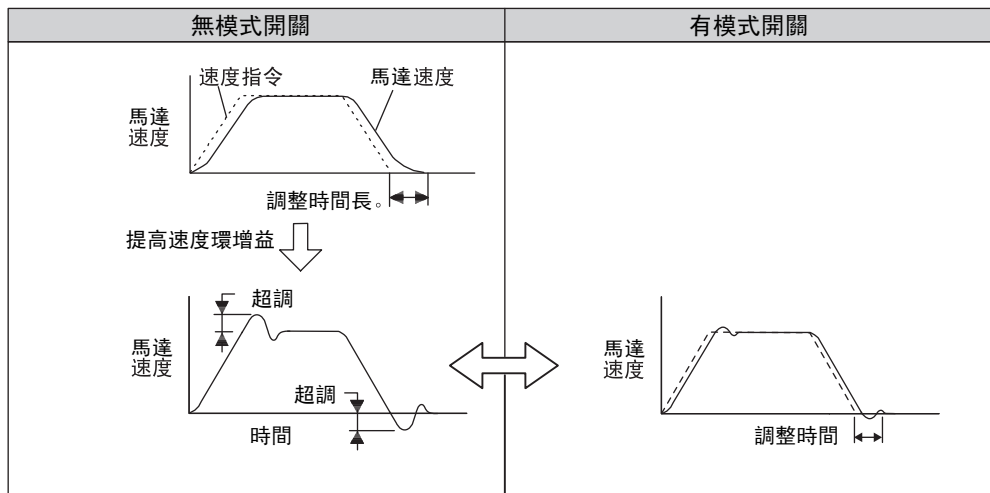 無模式開關
有模式開關
速度指令
馬達速度
馬達
速度
調整時間長。
提高速度環增益
超調
馬達
速度
超調
時間
馬達
速度
調整時間